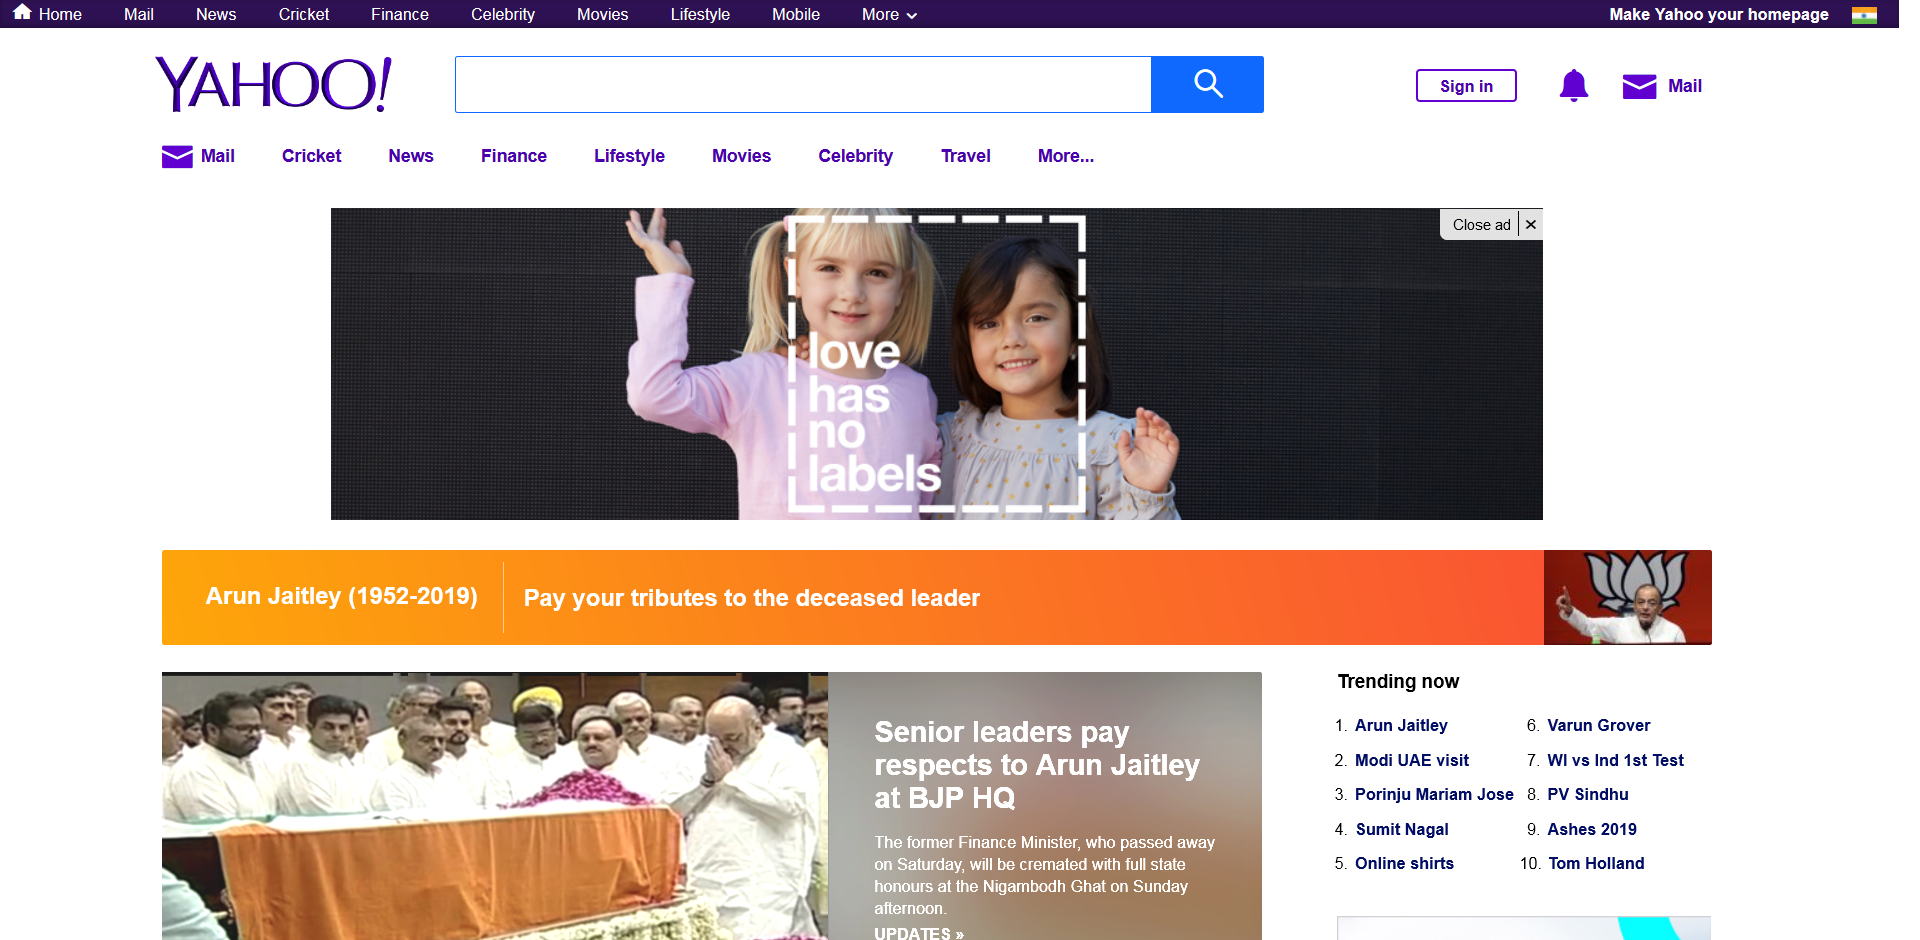 Home Mail News Cricket Finance Celebrity Movies Lifestyle Mobile More Make Yahoo your homepage
YAHOO!
Sign in Mail
Mail Cricket News Finance Lifestyle Movies Celebrity Travel More...
Close ad ×
love
has
no
labels
Arun Jaitley (1952-2019) Pay your tributes to the deceased leader
Senior leaders pay
respects to Arun Jaitley
at BJP HQ
The former Finance Minister, who passed away
on Saturday, will be cremated with full state
honours at the Nigambodh Ghat on Sunday
afternoon.
UPDATES »
Trending now
1. Arun Jaitley
2. Modi UAE visit
3. Porinju Mariam Jose
4. Sumit Nagal
5. Online shirts
6. Varun Grover
7. WI vs Ind 1st Test
8. PV Sindhu
9. Ashes 2019
10. Tom Holland